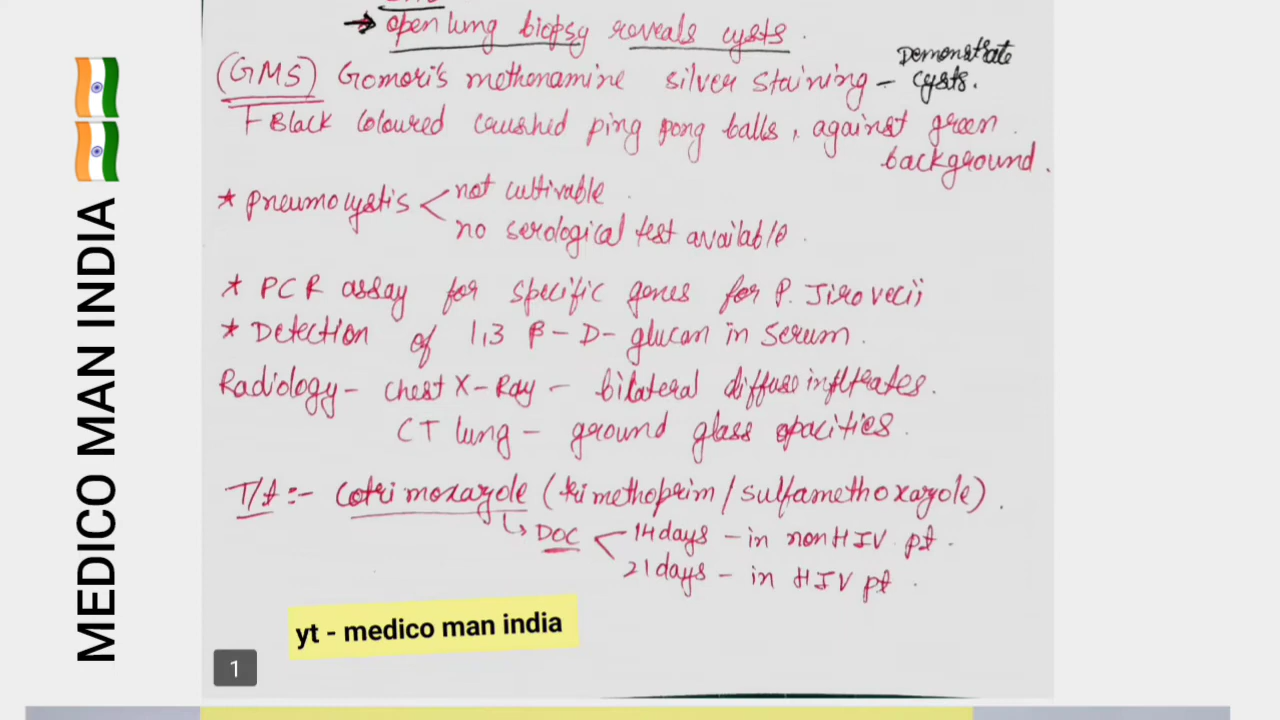 MEDICO MAN INDIA 🇮🇳🇮🇳
→ open lung biopsy reveals cysts.
(GMS) Gomori's methenamine silver staining – Demonstrate cysts.
Black coloured crushed ping pong balls, against green background.
* pneumocystis < not cultivable.
no serological test available.
* PCR assay for specific genes for P. Jirovecii
* Detection of 1,3 β-D-glucan in serum.
Radiology – chest X-Ray – bilateral diffuse infiltrates.
CT lung – ground glass opacities.
T/t :- Cotrimoxazole (trimethoprim/sulfamethoxazole).
↳ DOC < 14 days – in non HIV pt.
21 days – in HIV pt.
yt - medico man india
1